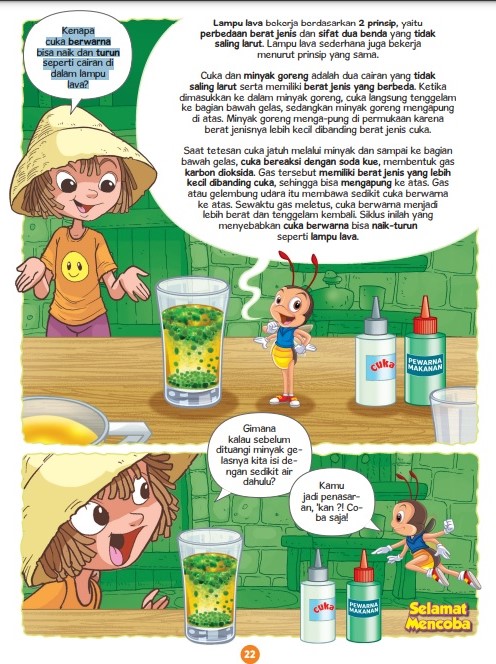 Kenapa
cuka berwarna
bisa naik dan turun
seperti cairan di
dalam lampu
lava?
Lampu lava bekerja berdasarkan 2 prinsip, yaitu
perbedaan berat jenis dan sifat dua benda yang tidak
saling larut. Lampu lava sederhana juga bekerja
menurut prinsip yang sama.
Cuka dan minyak goreng adalah dua cairan yang tidak
saling larut serta memiliki berat jenis yang berbeda. Ketika
dimasukkan ke dalam minyak goreng, cuka langsung tenggelam
ke bagian bawah gelas, sedangkan minyak goreng mengapung
di atas. Minyak goreng menga-pung di permukaan karena
berat jenisnya lebih kecil dibanding berat jenis cuka.
Saat tetesan cuka jatuh melalui minyak dan sampai ke bagian
bawah gelas, cuka bereaksi dengan soda kue, membentuk gas
karbon dioksida. Gas tersebut memiliki berat jenis yang lebih
kecil dibanding cuka, sehingga bisa mengapung ke atas. Gas
atau gelembung udara itu membawa sedikit cuka berwarna
ke atas. Sewaktu gas meletus, cuka berwarna menjadi
lebih berat dan tenggelam kembali. Siklus inilah yang
menyebabkan cuka berwarna bisa naik-turun
seperti lampu lava.
cuka
PEWARNA
MAKANAN
Gimana
kalau sebelum
dituangi minyak ge-
lasnya kita isi de-
ngan sedikit air
dahulu?
Kamu
jadi penasar-
an, 'kan ?! Co-
ba saja!
cuka
PEWARNA
MAKANAN
Selamat
Mencoba
22